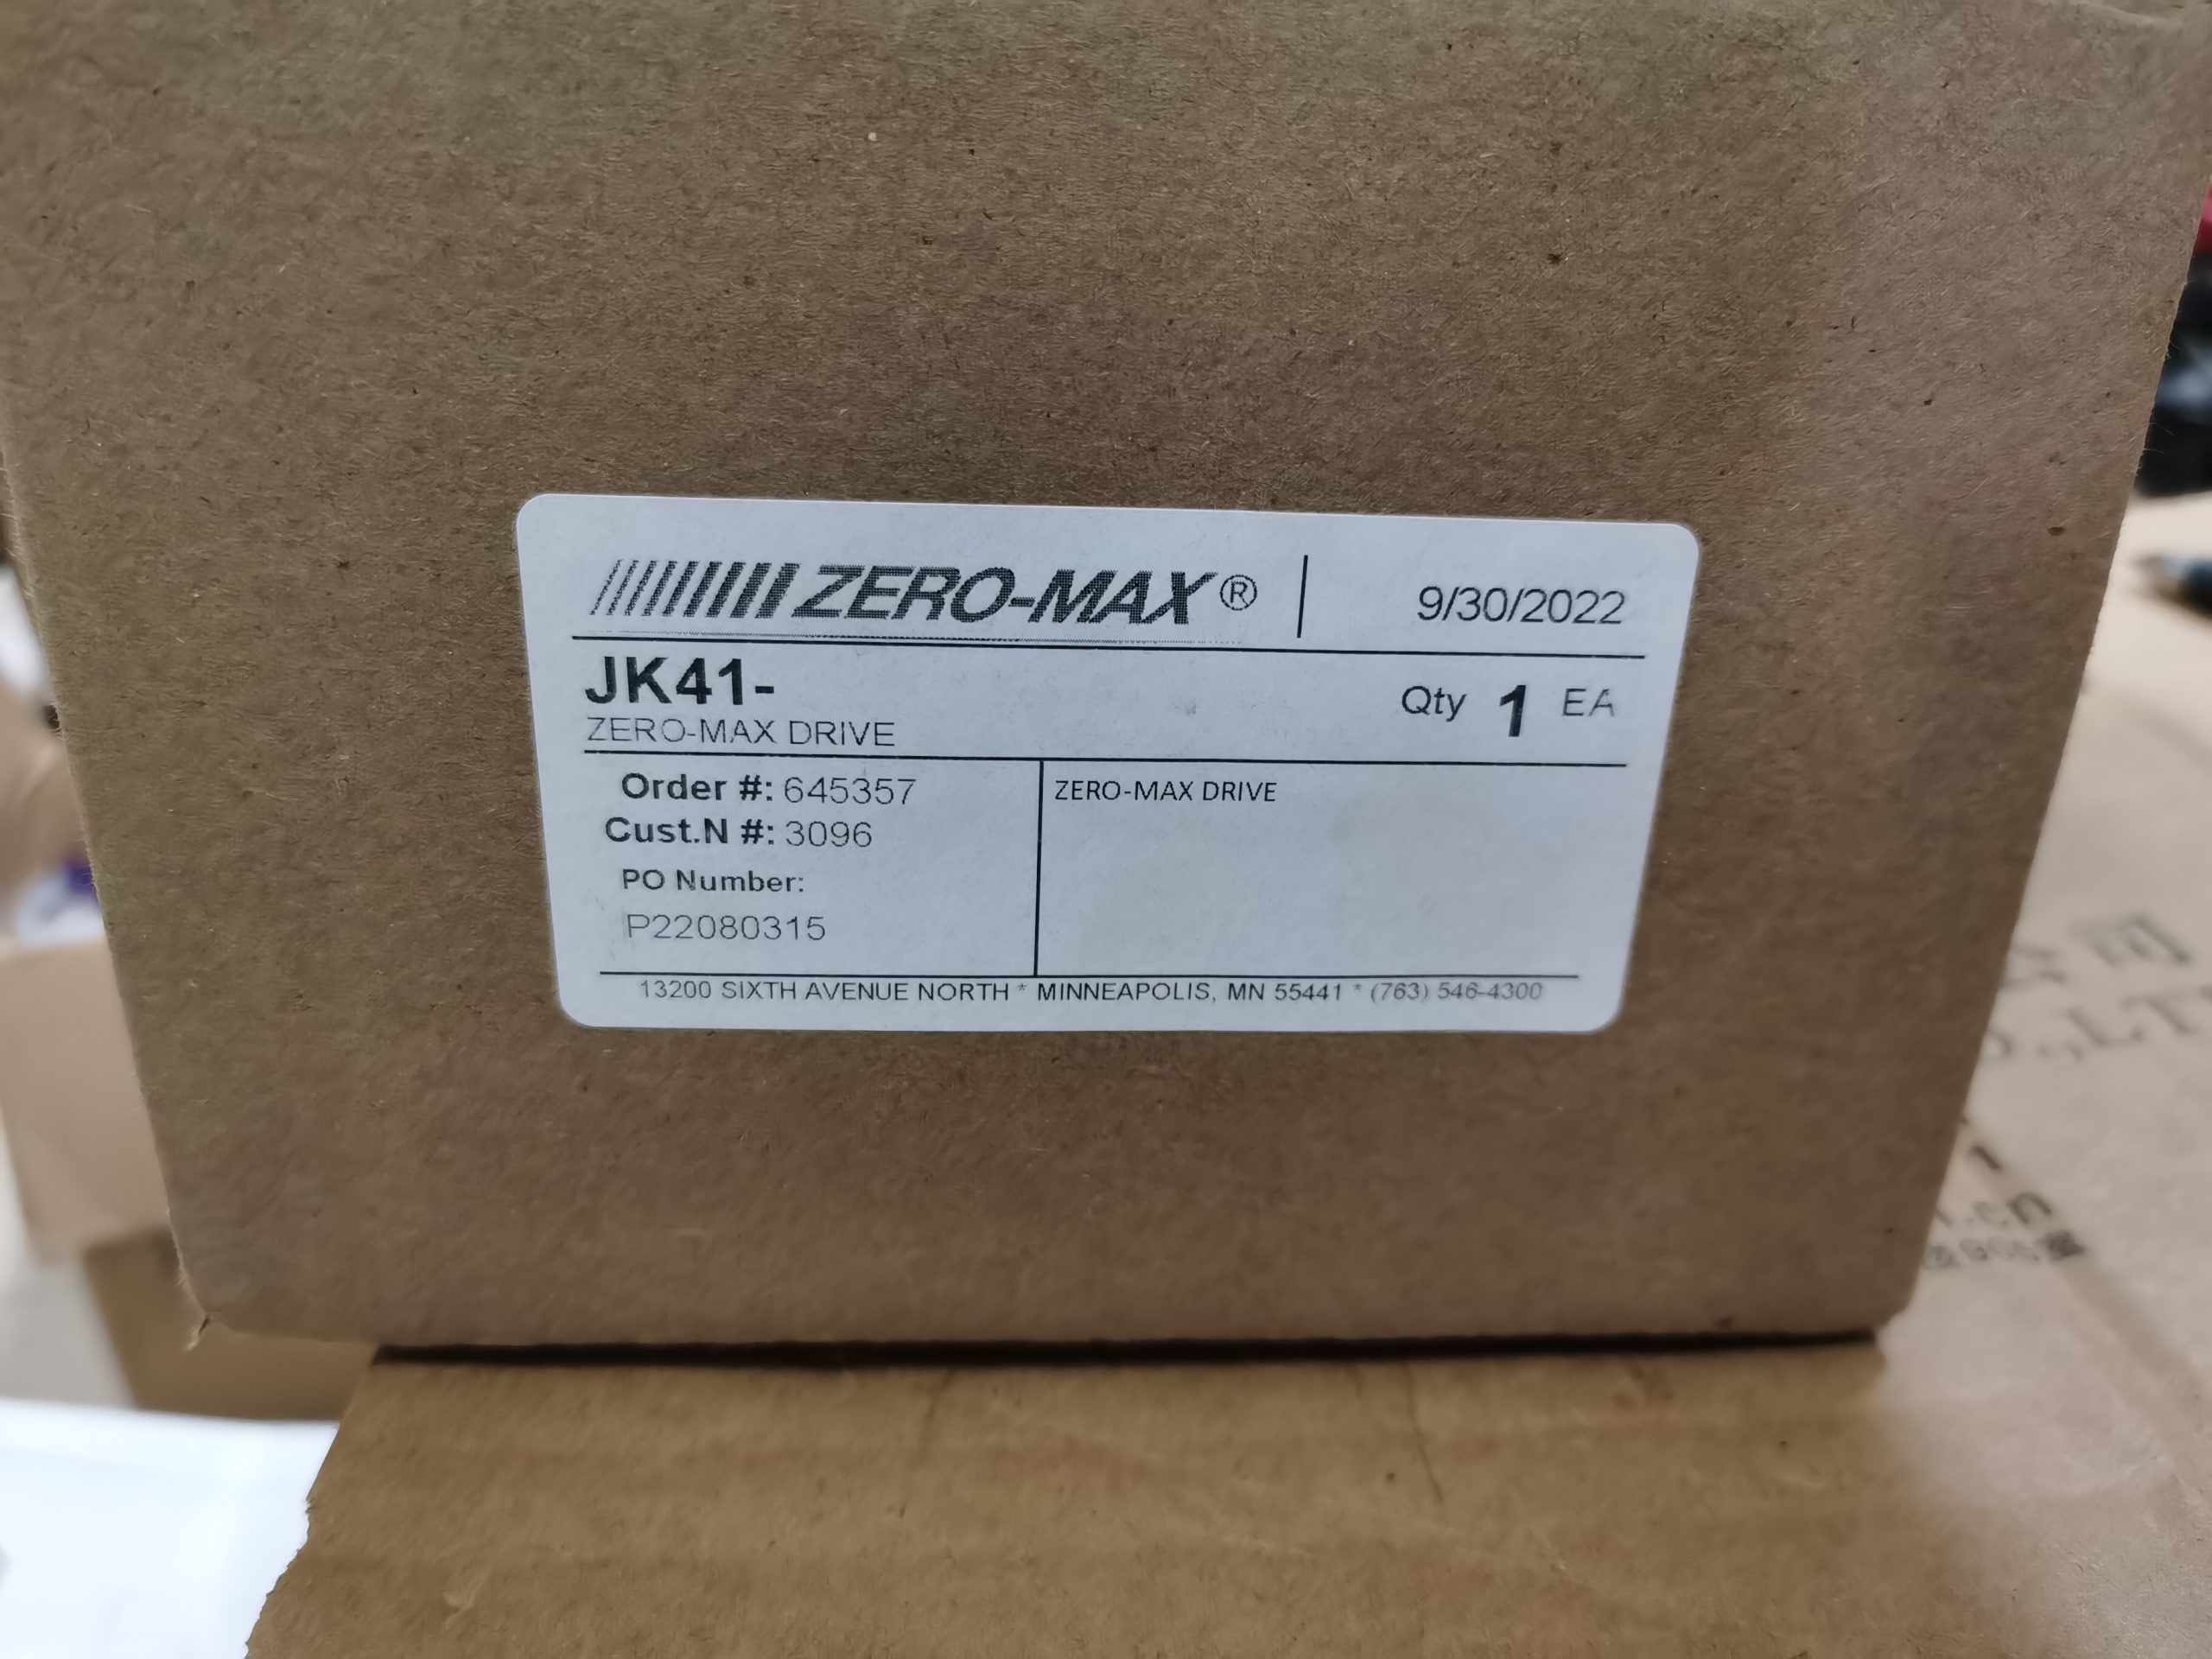 ZERO-MAX® 9/30/2022
JK41- Qty 1 EA
ZERO-MAX DRIVE
Order #: 645357 ZERO-MAX DRIVE
Cust.N #: 3096
PO Number:
P22080315
13200 SIXTH AVENUE NORTH * MINNEAPOLIS, MN 55441 * (763) 546-4300